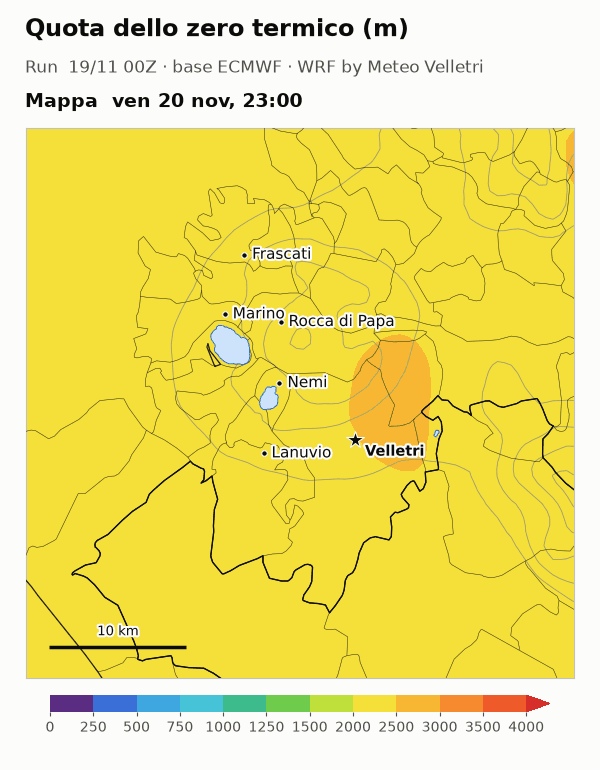 Quota dello zero termico (m)
Run  19/11 00Z · base ECMWF · WRF by Meteo Velletri
Mappa  ven 20 nov, 23:00
Frascati
Marino
Rocca di Papa
Nemi
Velletri
Lanuvio
10 km
0 250 500 750 1000 1250 1500 2000 2500 3000 3500 4000